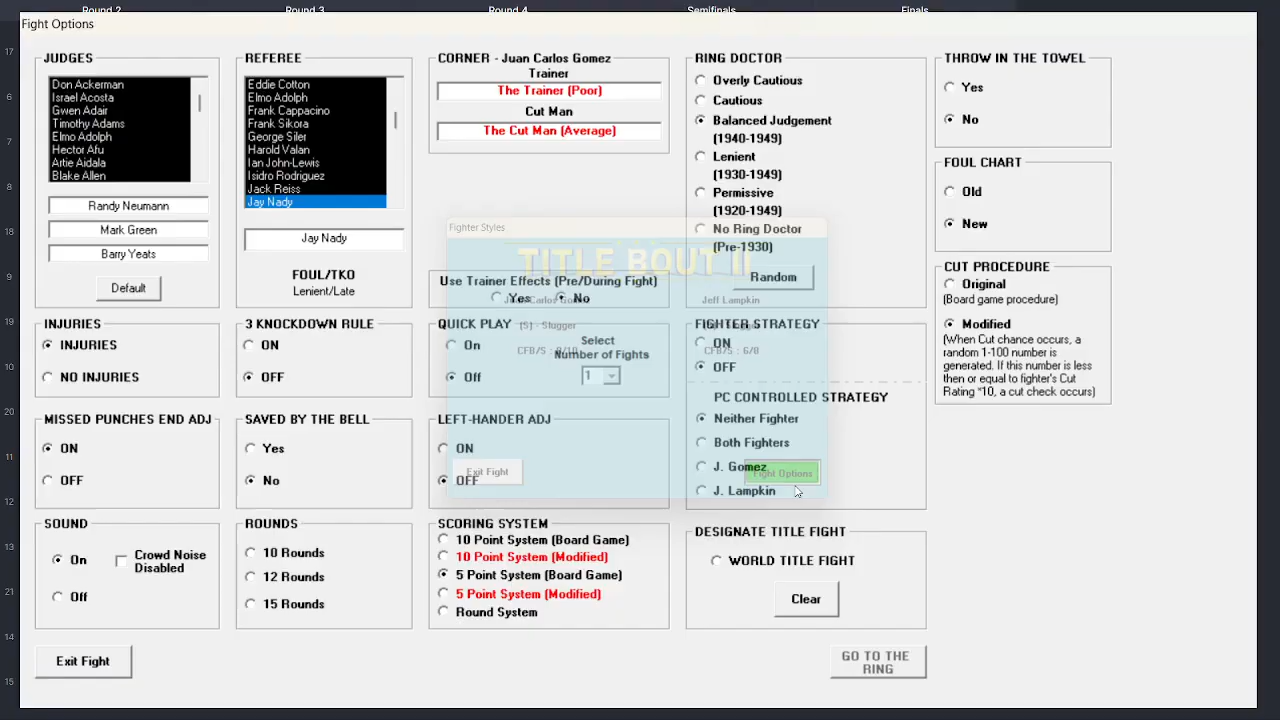 Round 2
Round 3
Round 4
Semifinals
Finals
Fight Options
17
6
7
8
18
9
19
10
20
11
12
13
21
14
15
JUDGES
Don Ackerman
Israel Acosta
Gwen Adair
Timothy Adams
Elmo Adolph
Hector Afu
Artie Aidala
Blake Allen
Randy Neumann
Mark Green
Barry Yeats
Default
REFEREE
Eddie Cotton
Elmo Adolph
Frank Cappacino
Frank Sikora
George Siler
Harold Valan
Ian John-Lewis
Isidro Rodriguez
Jack Reiss
Jay Nady
Jay Nady
FOUL/TKO
Lenient/Late
CORNER - Juan Carlos Gomez
Trainer
The Trainer (Poor)
Cut Man
The Cut Man (Average)
Use Trainer Effects (Pre/During Fight)
Yes
No
RING DOCTOR
Overly Cautious
Cautious
Balanced Judgement
(1940-1949)
Lenient
(1930-1949)
Permissive
(1920-1949)
No Ring Doctor
(Pre-1930)
Random
THROW IN THE TOWEL
Yes
No
FOUL CHART
Old
New
CUT PROCEDURE
Original
(Board game procedure)
Modified
(When Cut chance occurs, a
random 1-100 number is
generated. If this number is less
then or equal to fighter's Cut
Rating *10, a cut check occurs)
Fighter Styles
TITLE BOUT II
Juan Carlos Gomez
Jeff Lampkin
(S) - Slugger
Slugger
CFB/S : 8/10
CFB/S : 6/8
Exit Fight
Fight Options
INJURIES
INJURIES
NO INJURIES
3 KNOCKDOWN RULE
ON
OFF
QUICK PLAY
On
Off
Select
Number of Fights
1
FIGHTER STRATEGY
ON
OFF
PC CONTROLLED STRATEGY
Neither Fighter
Both Fighters
J. Gomez
J. Lampkin
MISSED PUNCHES END ADJ
ON
OFF
SAVED BY THE BELL
Yes
No
LEFT-HANDER ADJ
ON
OFF
SOUND
On
Crowd Noise
Disabled
Off
ROUNDS
10 Rounds
12 Rounds
15 Rounds
SCORING SYSTEM
10 Point System (Board Game)
10 Point System (Modified)
5 Point System (Board Game)
5 Point System (Modified)
Round System
DESIGNATE TITLE FIGHT
WORLD TITLE FIGHT
Clear
Exit Fight
GO TO THE
RING